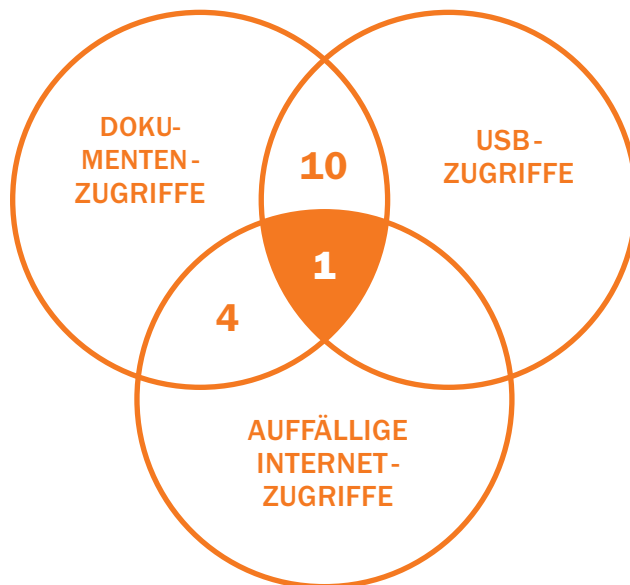 DOKU-
MENTEN-
ZUGRIFFE
USB-
ZUGRIFFE
10
1
4
AUFFÄLLIGE
INTERNET-
ZUGRIFFE